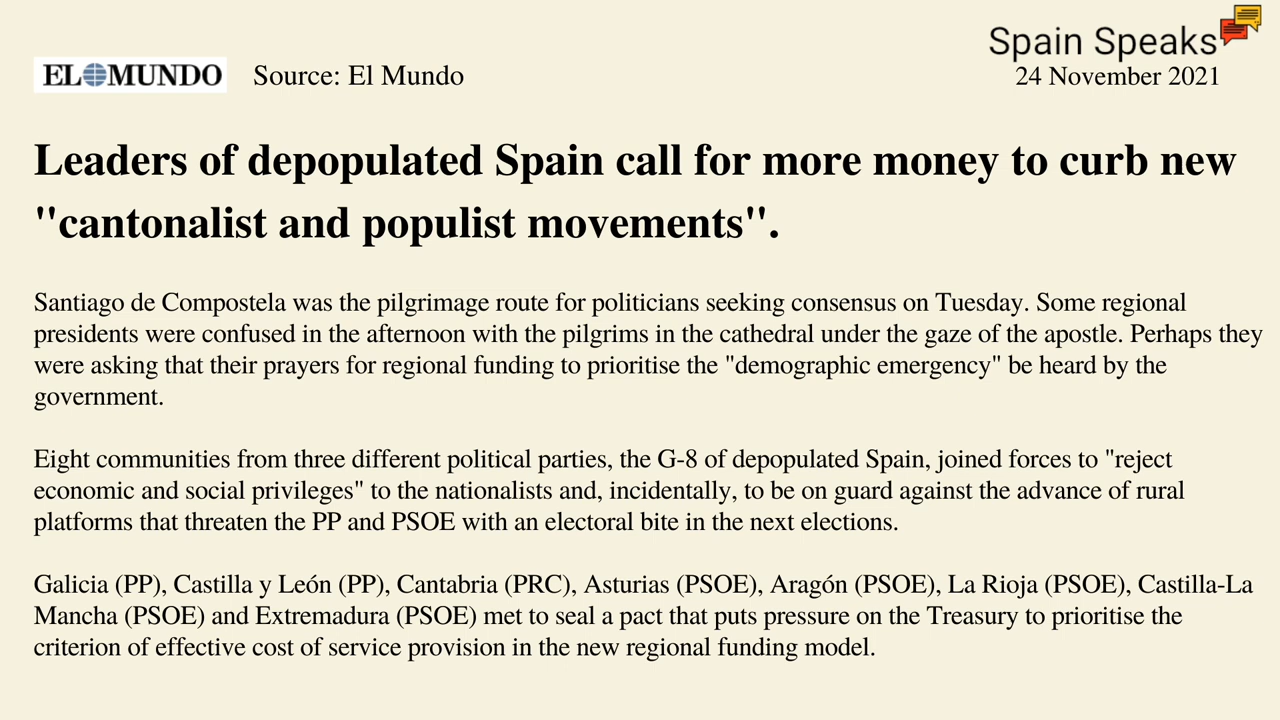 Spain Speaks
EL MUNDO Source: El Mundo 24 November 2021
Leaders of depopulated Spain call for more money to curb new
"cantonalist and populist movements".
Santiago de Compostela was the pilgrimage route for politicians seeking consensus on Tuesday. Some regional
presidents were confused in the afternoon with the pilgrims in the cathedral under the gaze of the apostle. Perhaps they
were asking that their prayers for regional funding to prioritise the "demographic emergency" be heard by the
government.
Eight communities from three different political parties, the G-8 of depopulated Spain, joined forces to "reject
economic and social privileges" to the nationalists and, incidentally, to be on guard against the advance of rural
platforms that threaten the PP and PSOE with an electoral bite in the next elections.
Galicia (PP), Castilla y León (PP), Cantabria (PRC), Asturias (PSOE), Aragón (PSOE), La Rioja (PSOE), Castilla-La
Mancha (PSOE) and Extremadura (PSOE) met to seal a pact that puts pressure on the Treasury to prioritise the
criterion of effective cost of service provision in the new regional funding model.